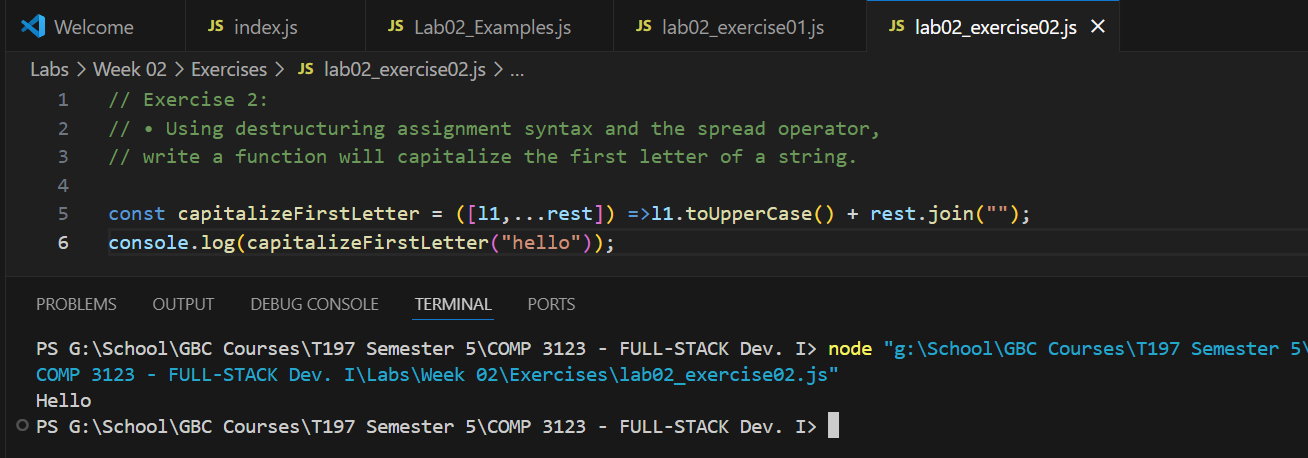 Welcome
JS index.js
JS Lab02_Examples.js
JS lab02_exercise01.js
JS lab02_exercise02.js
Labs > Week 02 > Exercises > JS lab02_exercise02.js > ...
1 // Exercise 2:
2 // • Using destructuring assignment syntax and the spread operator,
3 // write a function will capitalize the first letter of a string.
4
5 const capitalizeFirstLetter = ([l1,...rest]) =>l1.toUpperCase() + rest.join("");
6 console.log(capitalizeFirstLetter("hello"));
PROBLEMS OUTPUT DEBUG CONSOLE TERMINAL PORTS
PS G:\School\GBC Courses\T197 Semester 5\COMP 3123 - FULL-STACK Dev. I> node "g:\School\GBC Courses\T197 Semester 5\
COMP 3123 - FULL-STACK Dev. I\Labs\Week 02\Exercises\lab02_exercise02.js"
Hello
PS G:\School\GBC Courses\T197 Semester 5\COMP 3123 - FULL-STACK Dev. I>